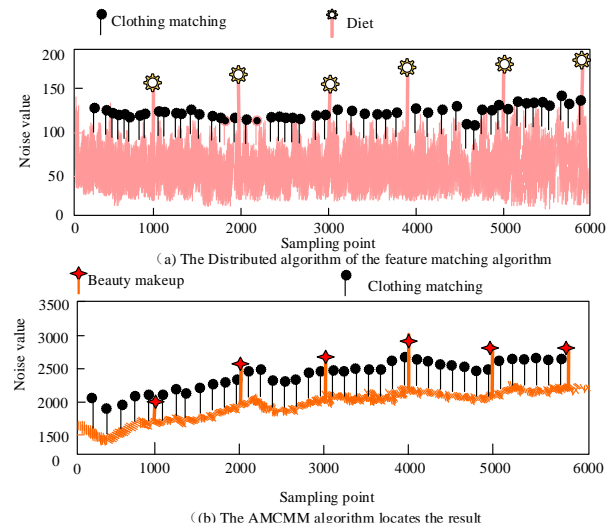 Clothing matching Diet
200
150
100
50
0
Noise value
0 1000 2000 3000 4000 5000 6000
Sampling point
（a) The Distributed algorithm of the feature matching algorithm
Beauty makeup Clothing matching
3500
3000
2500
2000
1500
0
Noise value
0 1000 2000 3000 4000 5000 6000
Sampling point
（(b) The AMCMM algorithm locates the result